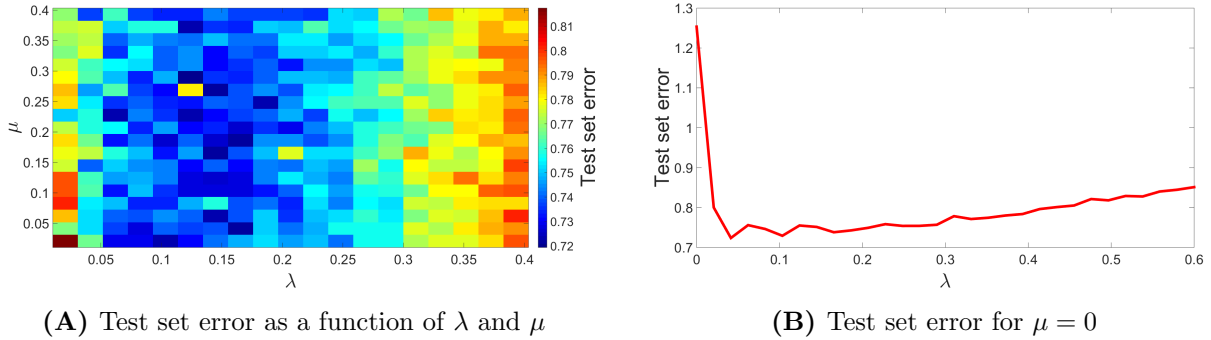 0.4
0.35
0.3
0.25
0.2
0.15
0.1
0.05
μ
0.05 0.1 0.15 0.2 0.25 0.3 0.35 0.4
λ
0.81
0.8
0.79
0.78
0.77
0.76
0.75
0.74
0.73
0.72
Test set error
(A) Test set error as a function of λ and μ
1.3
1.2
1.1
1
0.9
0.8
0.7
Test set error
0 0.1 0.2 0.3 0.4 0.5 0.6
λ
(B) Test set error for μ = 0